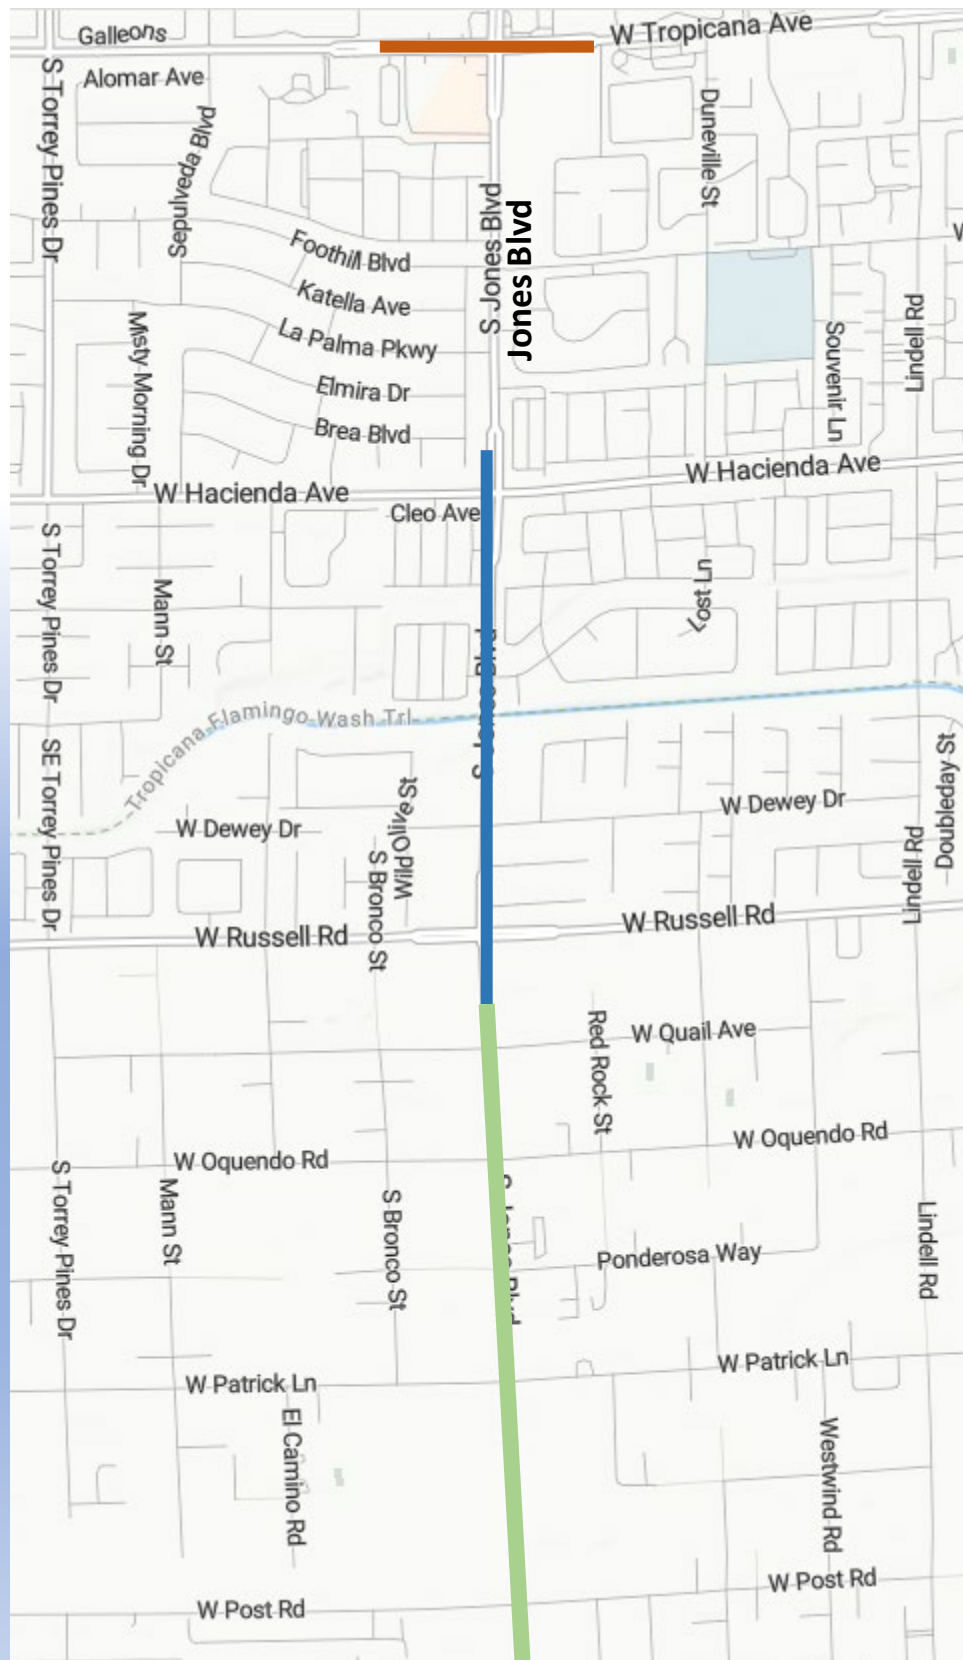 Galleons
W Tropicana Ave
Alomar Ave
S Torrey Pines Dr
Sepulveda Blvd
Duneville St
S Jones Blvd
Jones Blvd
Foothill Blvd
Katella Ave
La Palma Pkwy
Misty Morning Dr
Elmira Dr
Brea Blvd
Souvenir Ln
Lindell Rd
W
W Hacienda Ave
W Hacienda Ave
Cleo Ave
S Torrey Pines Dr
Mann St
Lost Ln
Tropicana Flamingo Wash Trl
SE Torrey Pines Dr
Wild Olive St
W Dewey Dr
W Dewey Dr
Doubleday St
Lindell Rd
S Bronco St
W Russell Rd
W Russell Rd
Red Rock St
W Quail Ave
W Oquendo Rd
W Oquendo Rd
S Torrey Pines Dr
Mann St
S Bronco St
Ponderosa Way
Lindell Rd
W Patrick Ln
W Patrick Ln
El Camino Rd
Westwind Rd
W Post Rd
W Post Rd